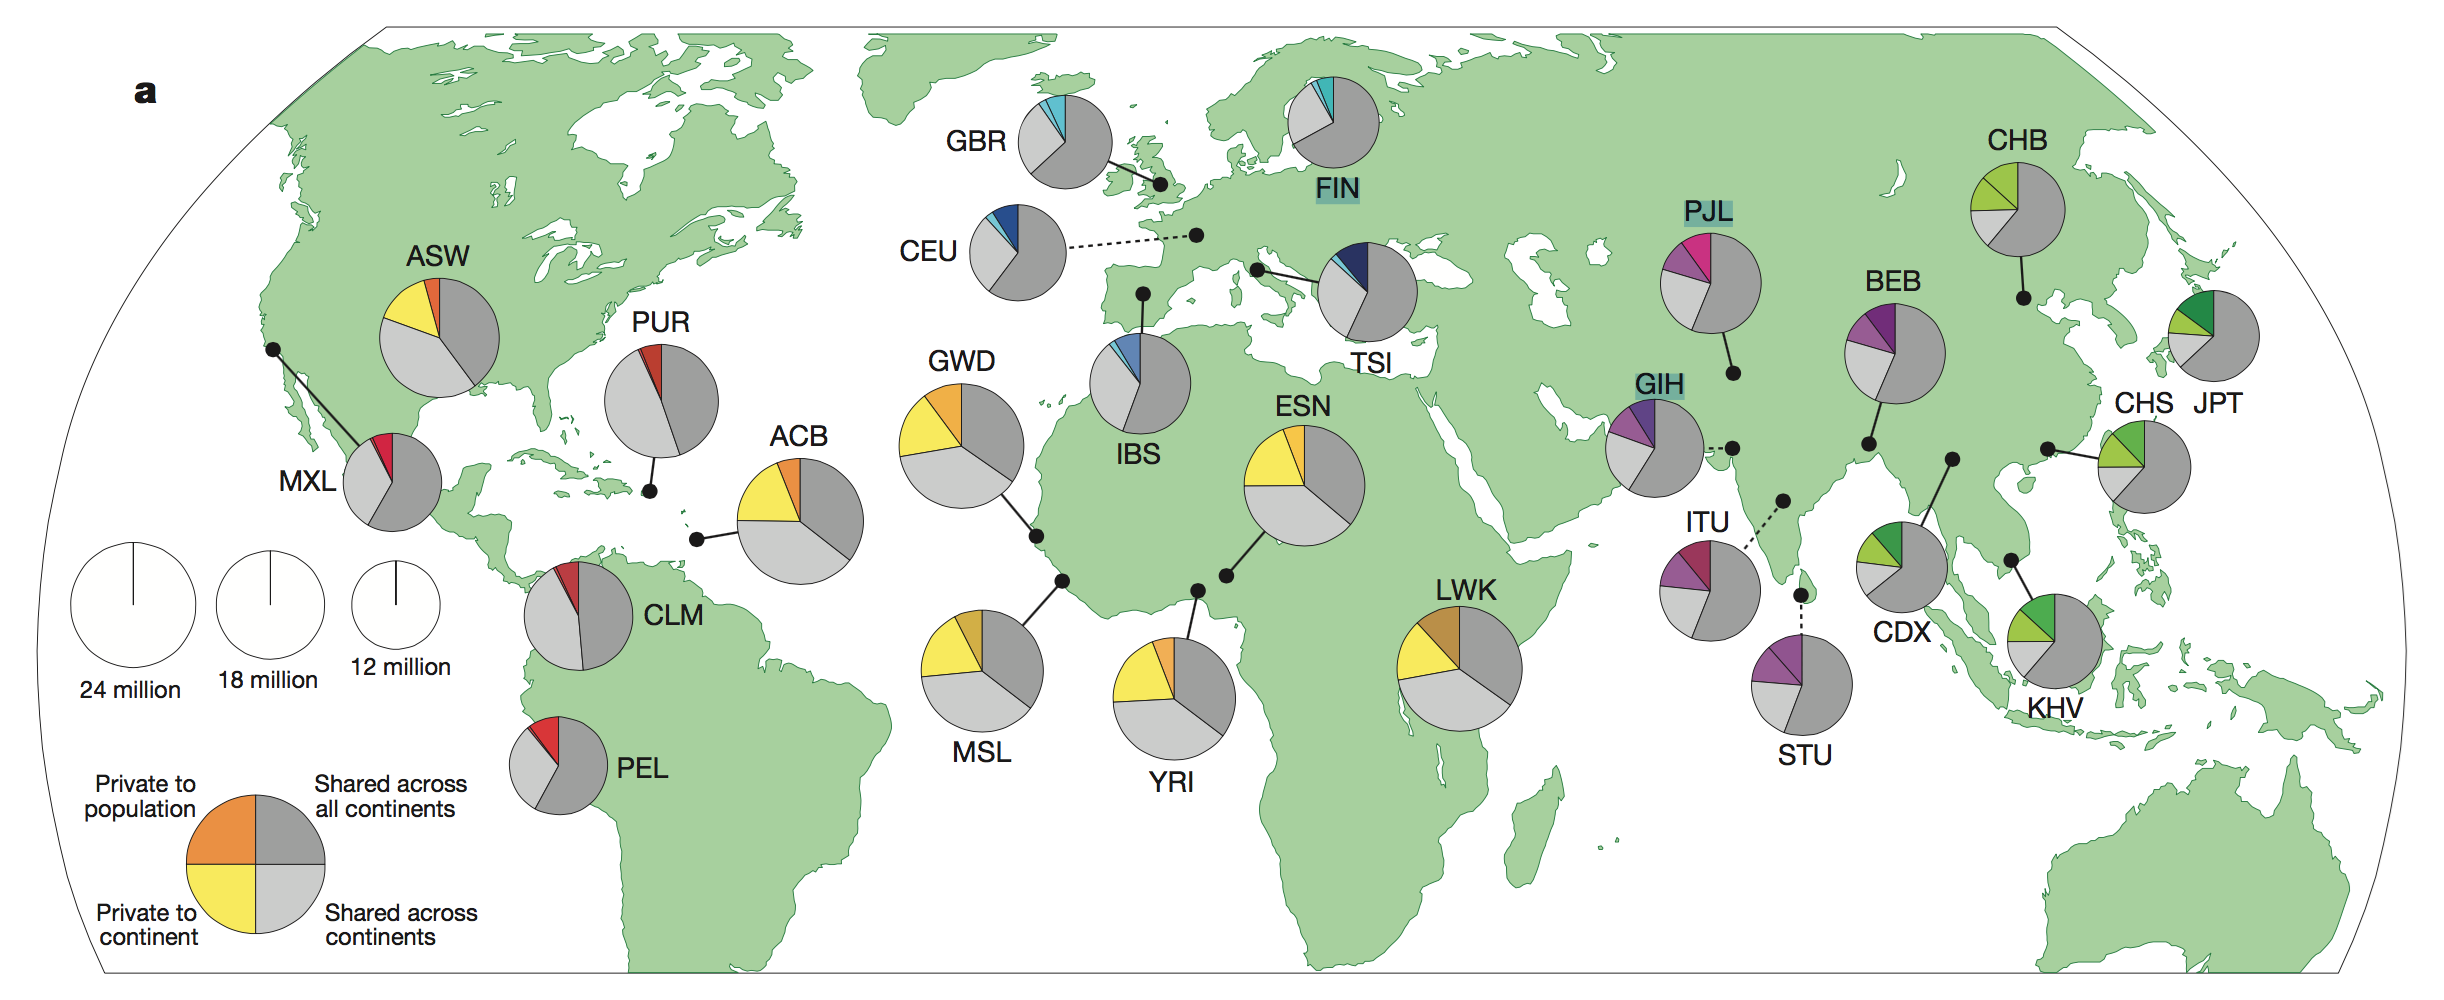 a
CHB
GBR
FIN
PJL
CEU
ASW
BEB
PUR
GWD
TSI
GIH
CHS
JPT
ESN
ACB
IBS
MXL
ITU
LWK
CLM
CDX
24 million
18 million
12 million
KHV
MSL
STU
PEL
YRI
Private to
population
Shared across
all continents
Private to
continent
Shared across
continents